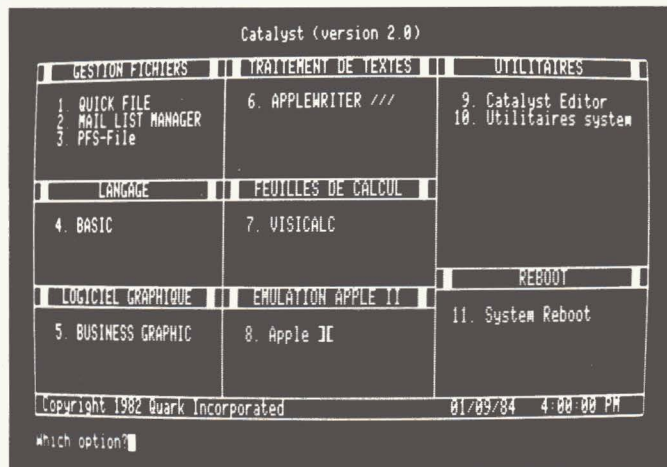 Catalyst (version 2.0)
GESTION FICHIERS
1. QUICK FILE
2 MAIL LIST MANAGER
3. PFS-File
TRAITEMENT DE TEXTES
6. APPLEWRITER ///
UTILITAIRES
9. Catalyst Editor
10. Utilitaires system
LANGAGE
4. BASIC
FEUILLES DE CALCUL
7. VISICALC
LOGICIEL GRAPHIQUE
5. BUSINESS GRAPHIC
EMULATION APPLE II
8. Apple ][
REBOOT
11. System Reboot
Copyright 1982 Quark Incorporated
01/09/84 4:00:00 PM
Which option?